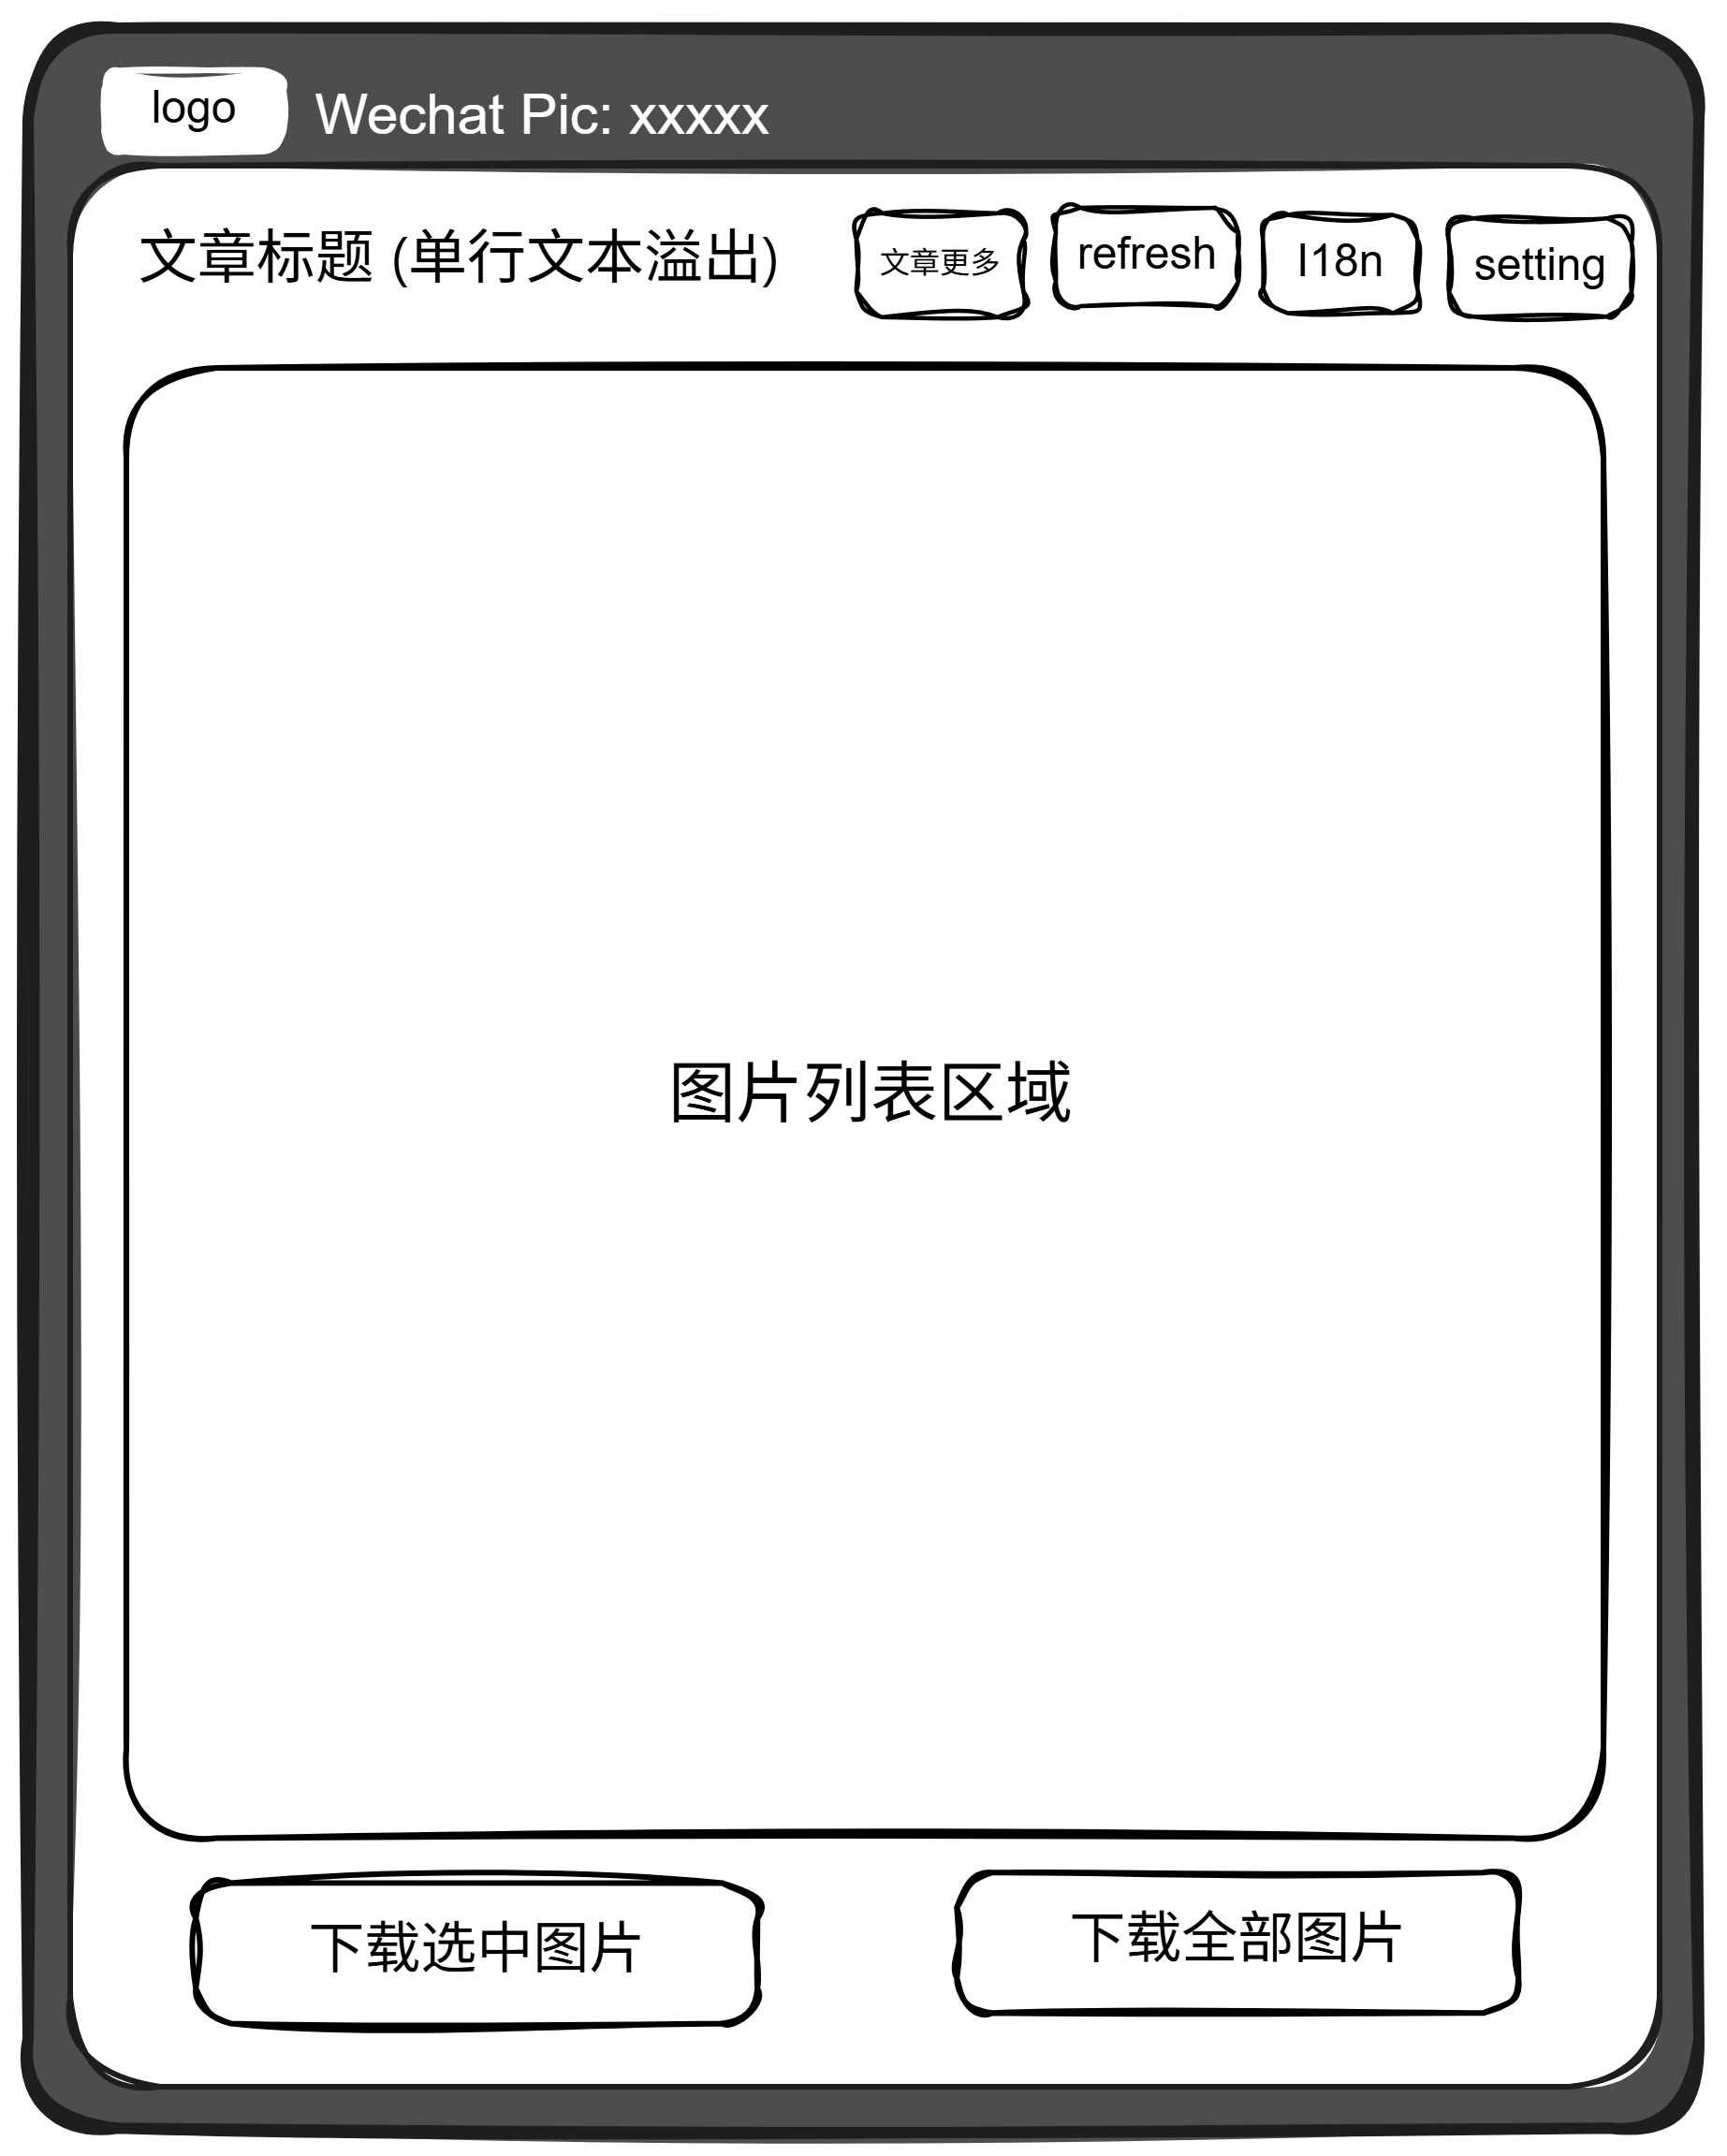 logo
Wechat Pic: xxxxx
文章标题 (单行文本溢出)
文章更多
refresh
I18n
setting
图片列表区域
下载选中图片
下载全部图片